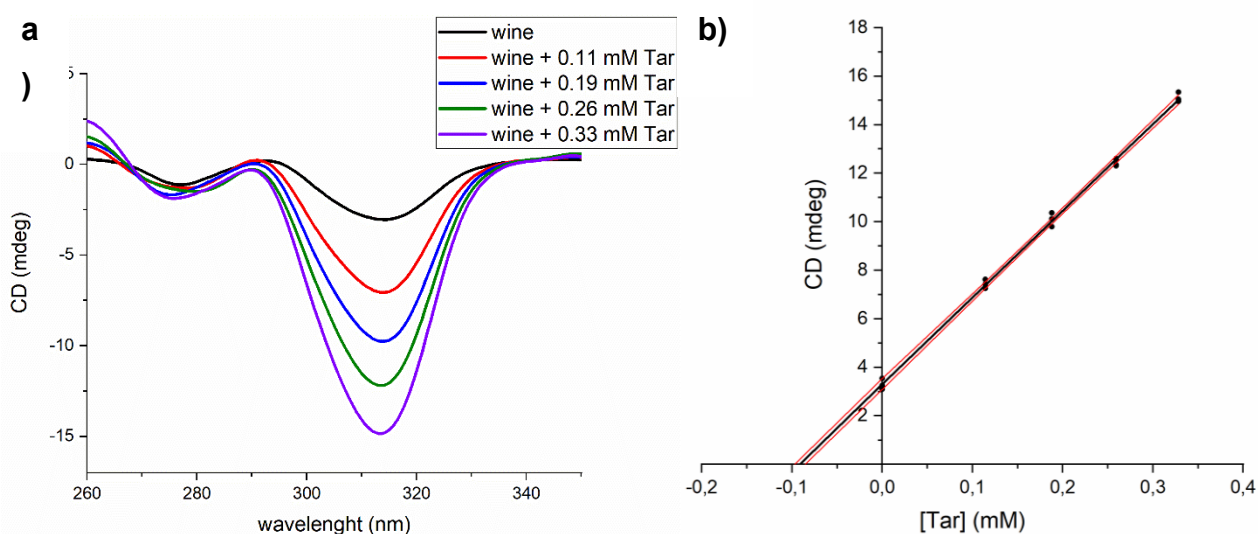 a
)
wine
wine + 0.11 mM Tar
wine + 0.19 mM Tar
wine + 0.26 mM Tar
wine + 0.33 mM Tar
5
0
-5
-10
-15
CD (mdeg)
260
280
300
320
340
wavelenght (nm)
b)
18
16
14
12
10
8
6
4
2
CD (mdeg)
-0,2
-0,1
0,0
0,1
0,2
0,3
0,4
[Tar] (mM)